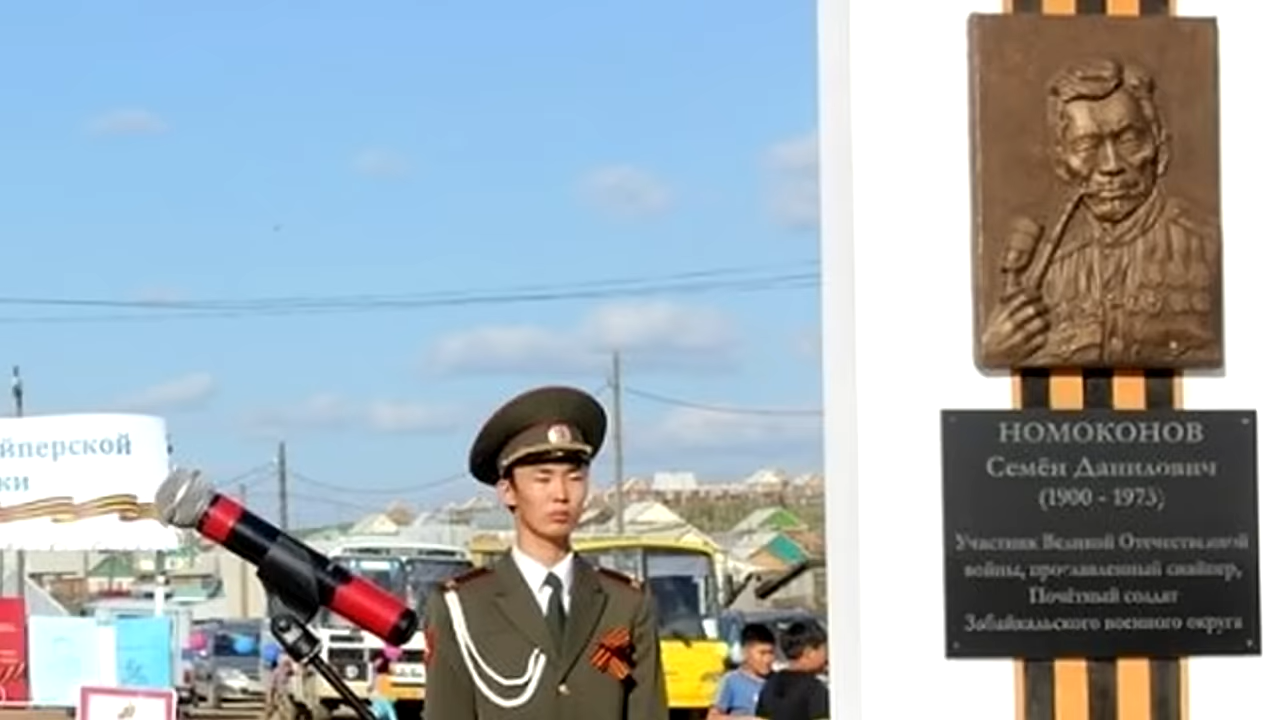 йперской
ки
НОМОКОНОВ
Семён Данилович
(1900 - 1973)
Участник Великой Отечественной
войны, прославленный снайпер,
Почётный солдат
Забайкальского военного округа